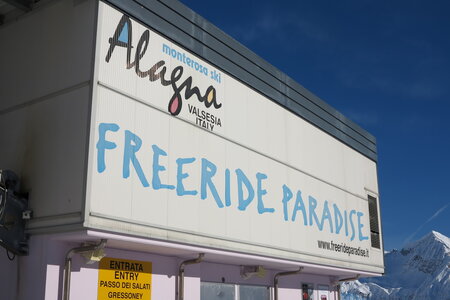 Alagna
monterosa ski
VALSESIA
ITALY
FREERIDE PARADISE
www.freerideparadise.it
ENTRATA
ENTRY
PASSO DEI SALATI
GRESSONEY